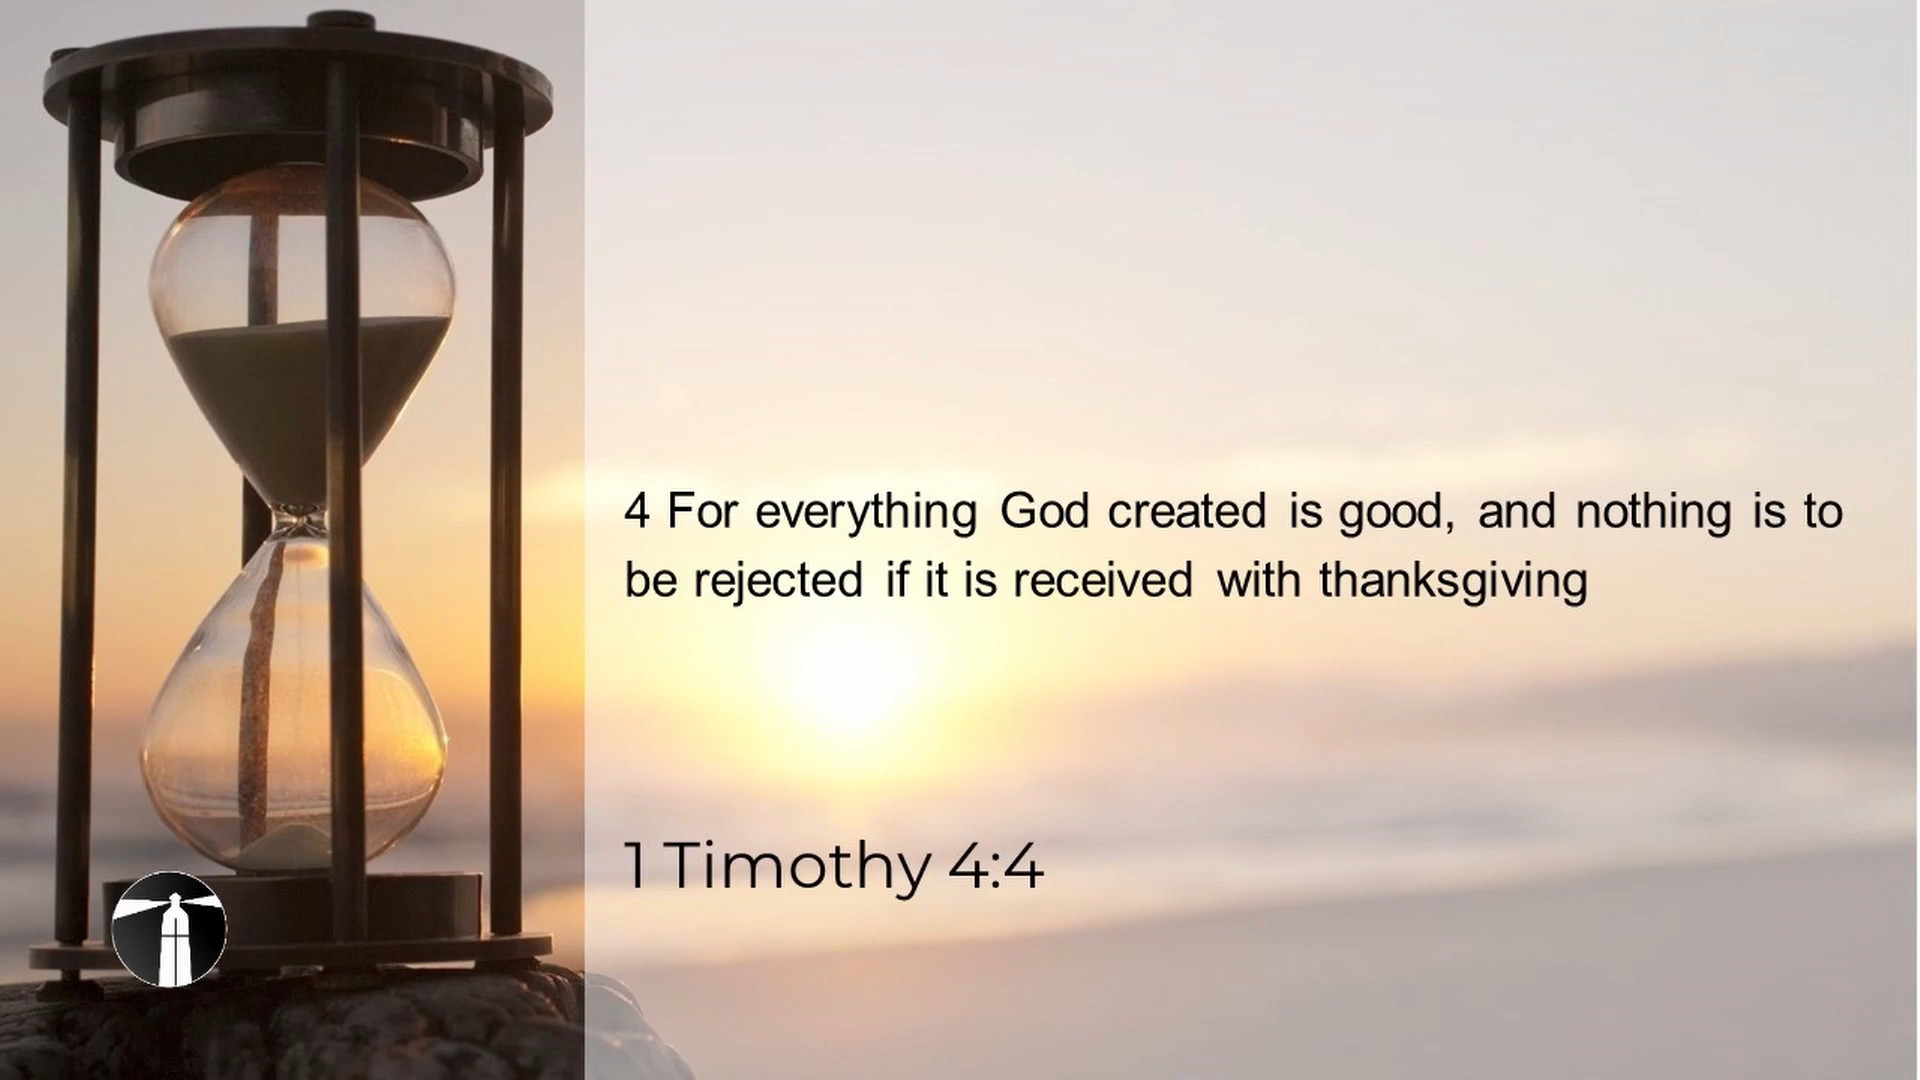 4 For everything God created is good, and nothing is to
be rejected if it is received with thanksgiving
1 Timothy 4:4